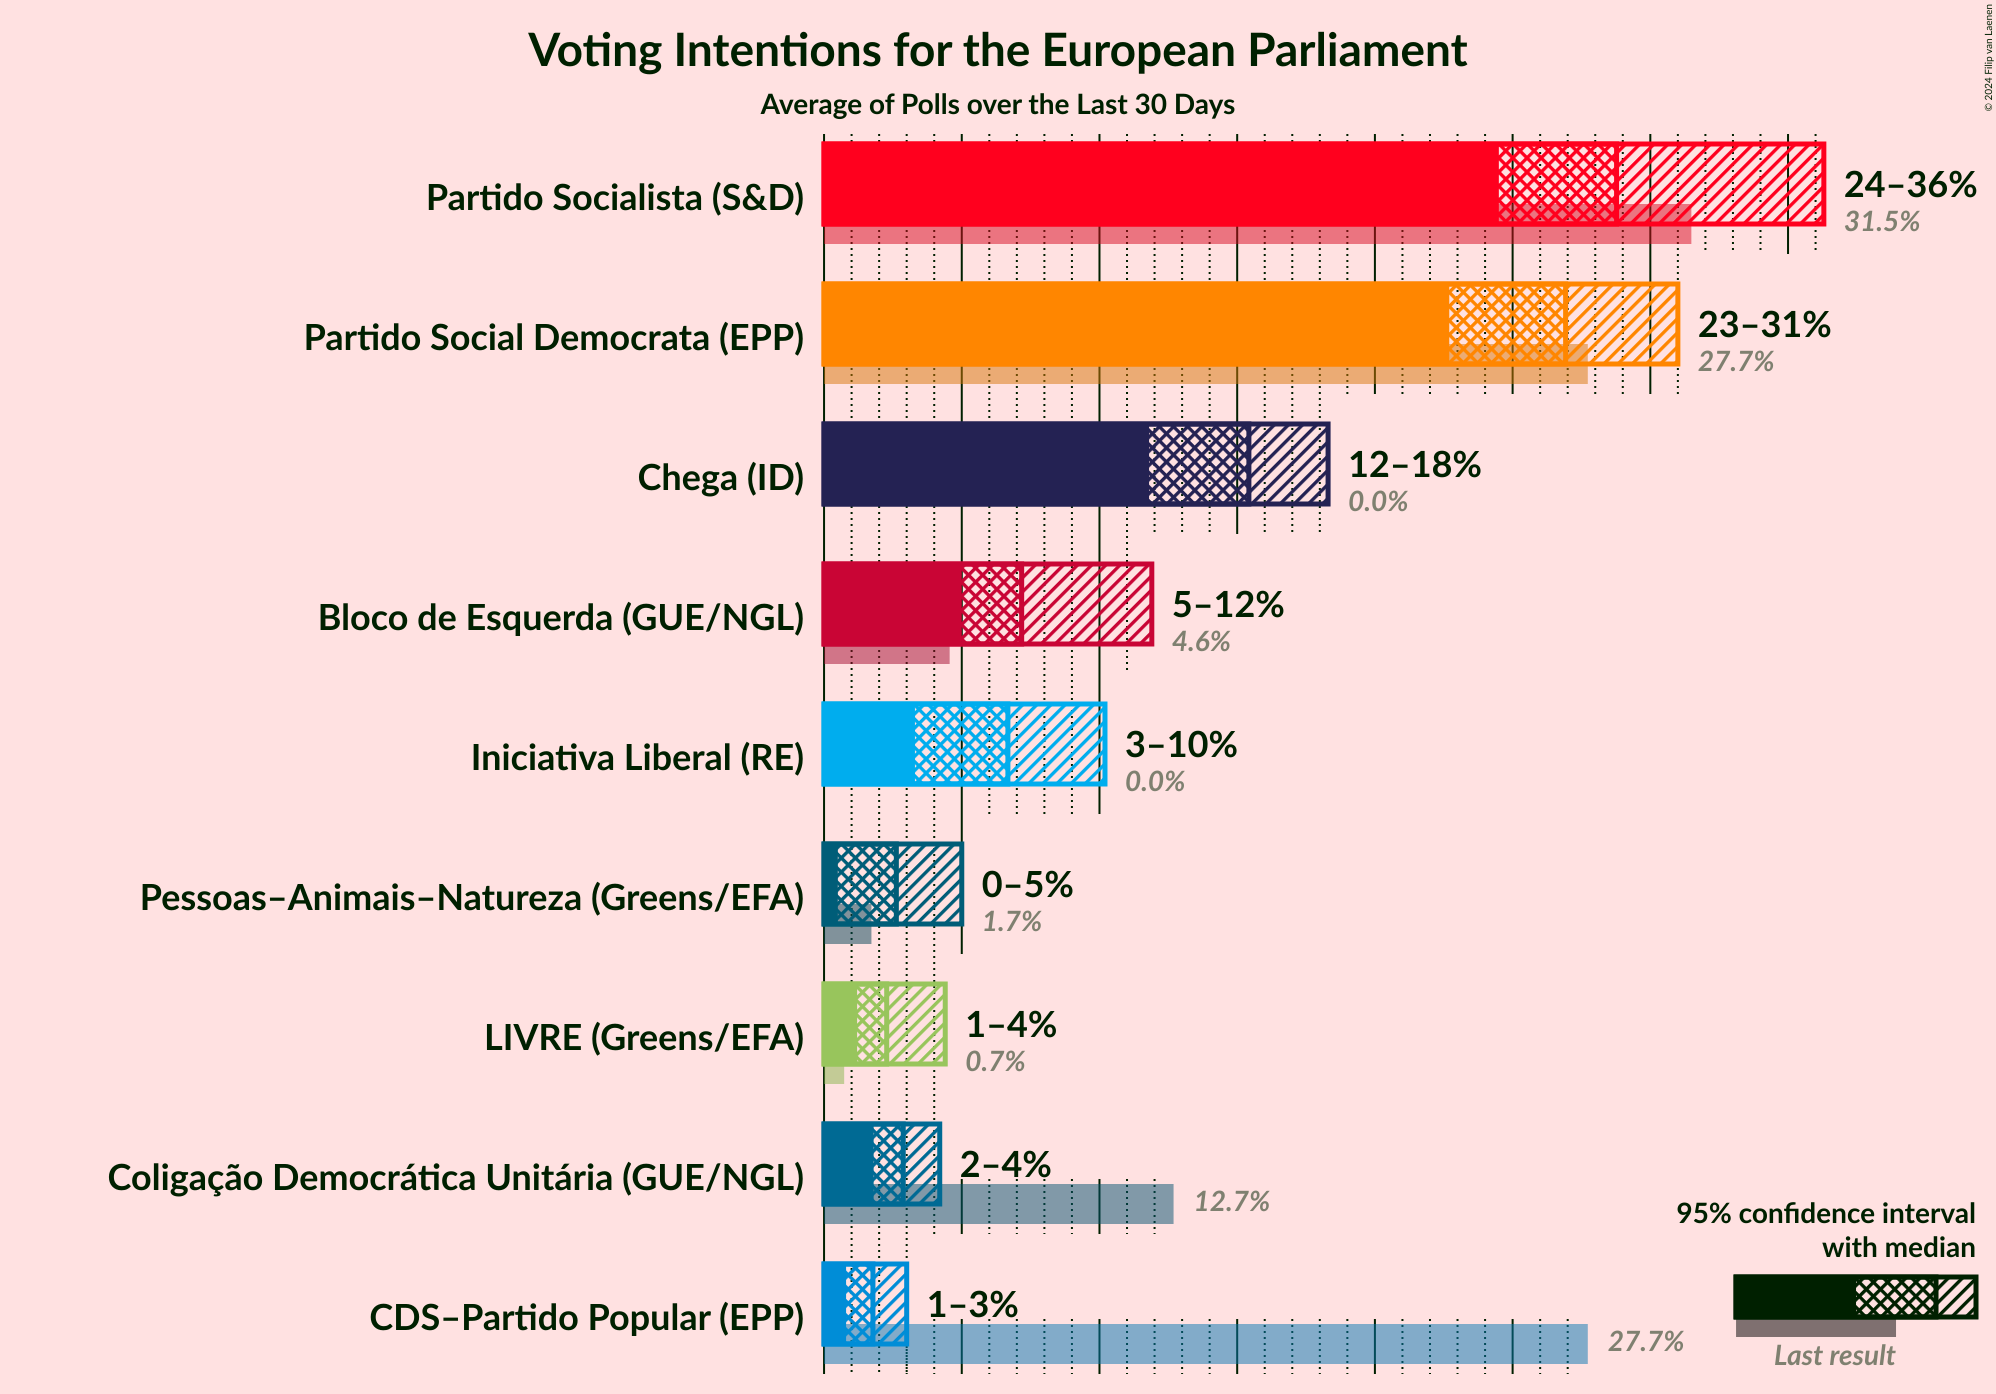 Voting Intentions for the European Parliament
Average of Polls over the Last 30 Days
© 2024 Filip van Laenen
Partido Socialista (S&D)
24–36%
31.5%
Partido Social Democrata (EPP)
23–31%
27.7%
Chega (ID)
12–18%
0.0%
Bloco de Esquerda (GUE/NGL)
5–12%
4.6%
Iniciativa Liberal (RE)
3–10%
0.0%
Pessoas–Animais–Natureza (Greens/EFA)
0–5%
1.7%
LIVRE (Greens/EFA)
1–4%
0.7%
Coligação Democrática Unitária (GUE/NGL)
2–4%
12.7%
CDS–Partido Popular (EPP)
1–3%
27.7%
95% confidence interval
with median
Last result